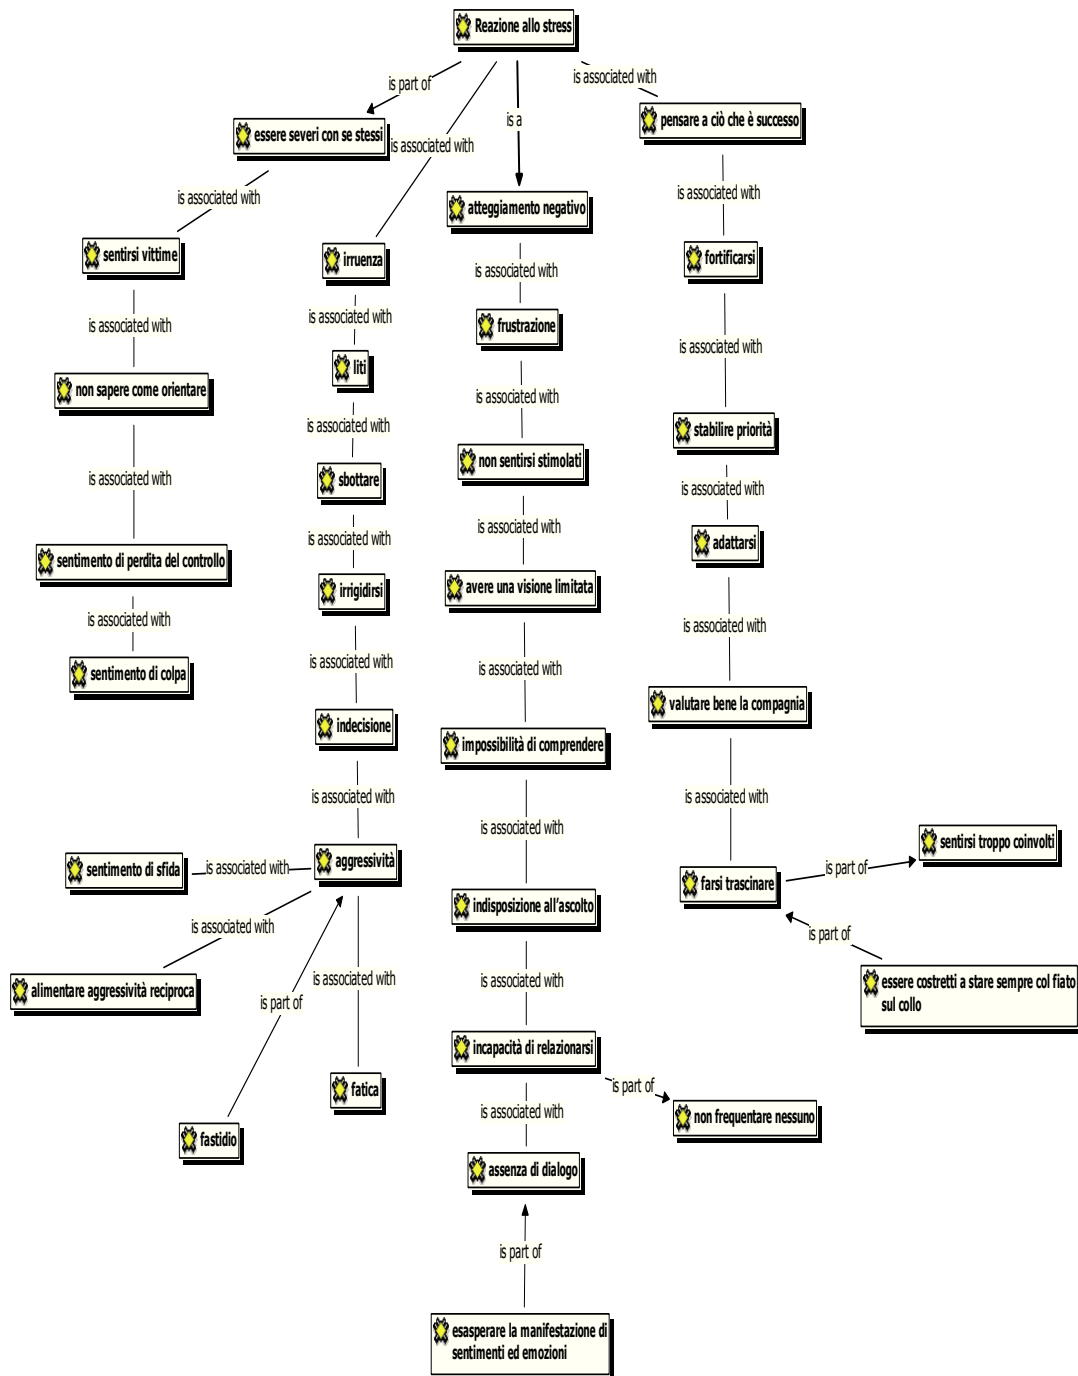 Reazione allo stress
is part of
is associated with
is a
is associated with
essere severi con se stessi
pensare a ciò che è successo
is associated with
is associated with
atteggiamento negativo
sentirsi vittime
irruenza
fortificarsi
is associated with
is associated with
is associated with
is associated with
frustrazione
liti
non sapere come orientare
is associated with
is associated with
stabilire priorità
sbottare
non sentirsi stimolati
is associated with
is associated with
is associated with
is associated with
adattarsi
sentimento di perdita del controllo
irrigidirsi
avere una visione limitata
is associated with
is associated with
is associated with
is associated with
sentimento di colpa
indecisione
valutare bene la compagnia
impossibilità di comprendere
is associated with
is associated with
is associated with
sentimento di sfida
is associated with
aggressività
sentirsi troppo coinvolti
is part of
farsi trascinare
is associated with
indisposizione all'ascolto
is part of
alimentare aggressività reciproca
is part of
is associated with
is associated with
essere costretti a stare sempre col fiato
sul collo
incapacità di relazionarsi
fatica
is part of
non frequentare nessuno
fastidio
is associated with
assenza di dialogo
is part of
esasperare la manifestazione di
sentimenti ed emozioni